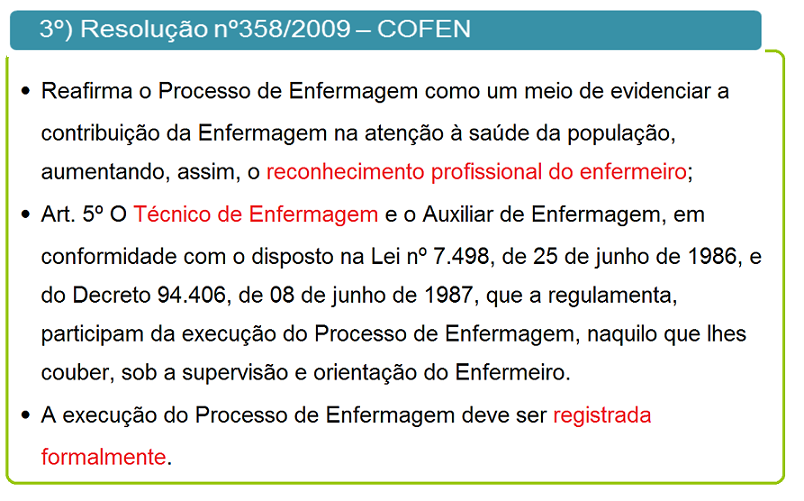 3º) Resolução nº358/2009 – COFEN
• Reafirma o Processo de Enfermagem como um meio de evidenciar a
contribuição da Enfermagem na atenção à saúde da população,
aumentando, assim, o reconhecimento profissional do enfermeiro;
• Art. 5º O Técnico de Enfermagem e o Auxiliar de Enfermagem, em
conformidade com o disposto na Lei nº 7.498, de 25 de junho de 1986, e
do Decreto 94.406, de 08 de junho de 1987, que a regulamenta,
participam da execução do Processo de Enfermagem, naquilo que lhes
couber, sob a supervisão e orientação do Enfermeiro.
• A execução do Processo de Enfermagem deve ser registrada
formalmente.